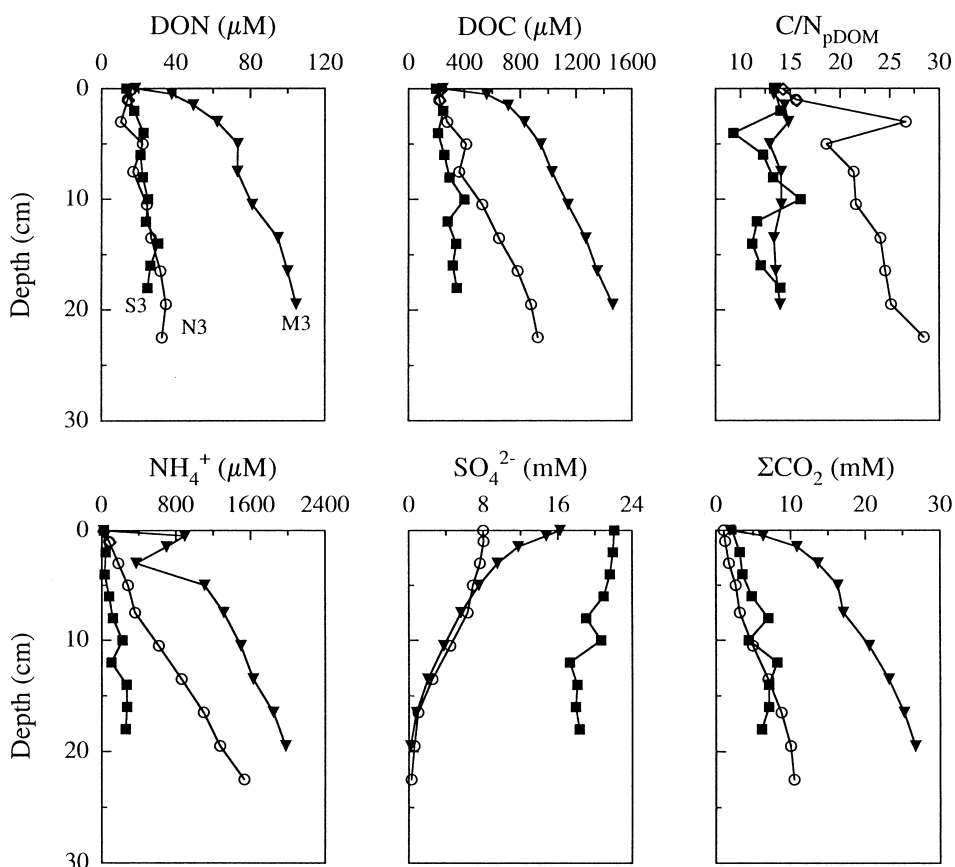 DON (μM) DOC (μM) C/NpDOM
0 40 80 120 0 400 800 1200 1600 10 15 20 25 30
0
10
20
30
Depth (cm)
S3 N3 M3
NH4+ (μM) SO42- (mM) ΣCO2 (mM)
0 800 1600 2400 0 8 16 24 0 10 20 30
0
10
20
30
Depth (cm)